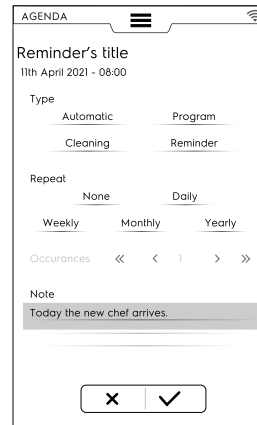 AGENDA
Reminder's title
11th April 2021 - 08:00
Type
Automatic Program
Cleaning Reminder
Repeat
None Daily
Weekly Monthly Yearly
Occurances « < 1 > »
Note
Today the new chef arrives.